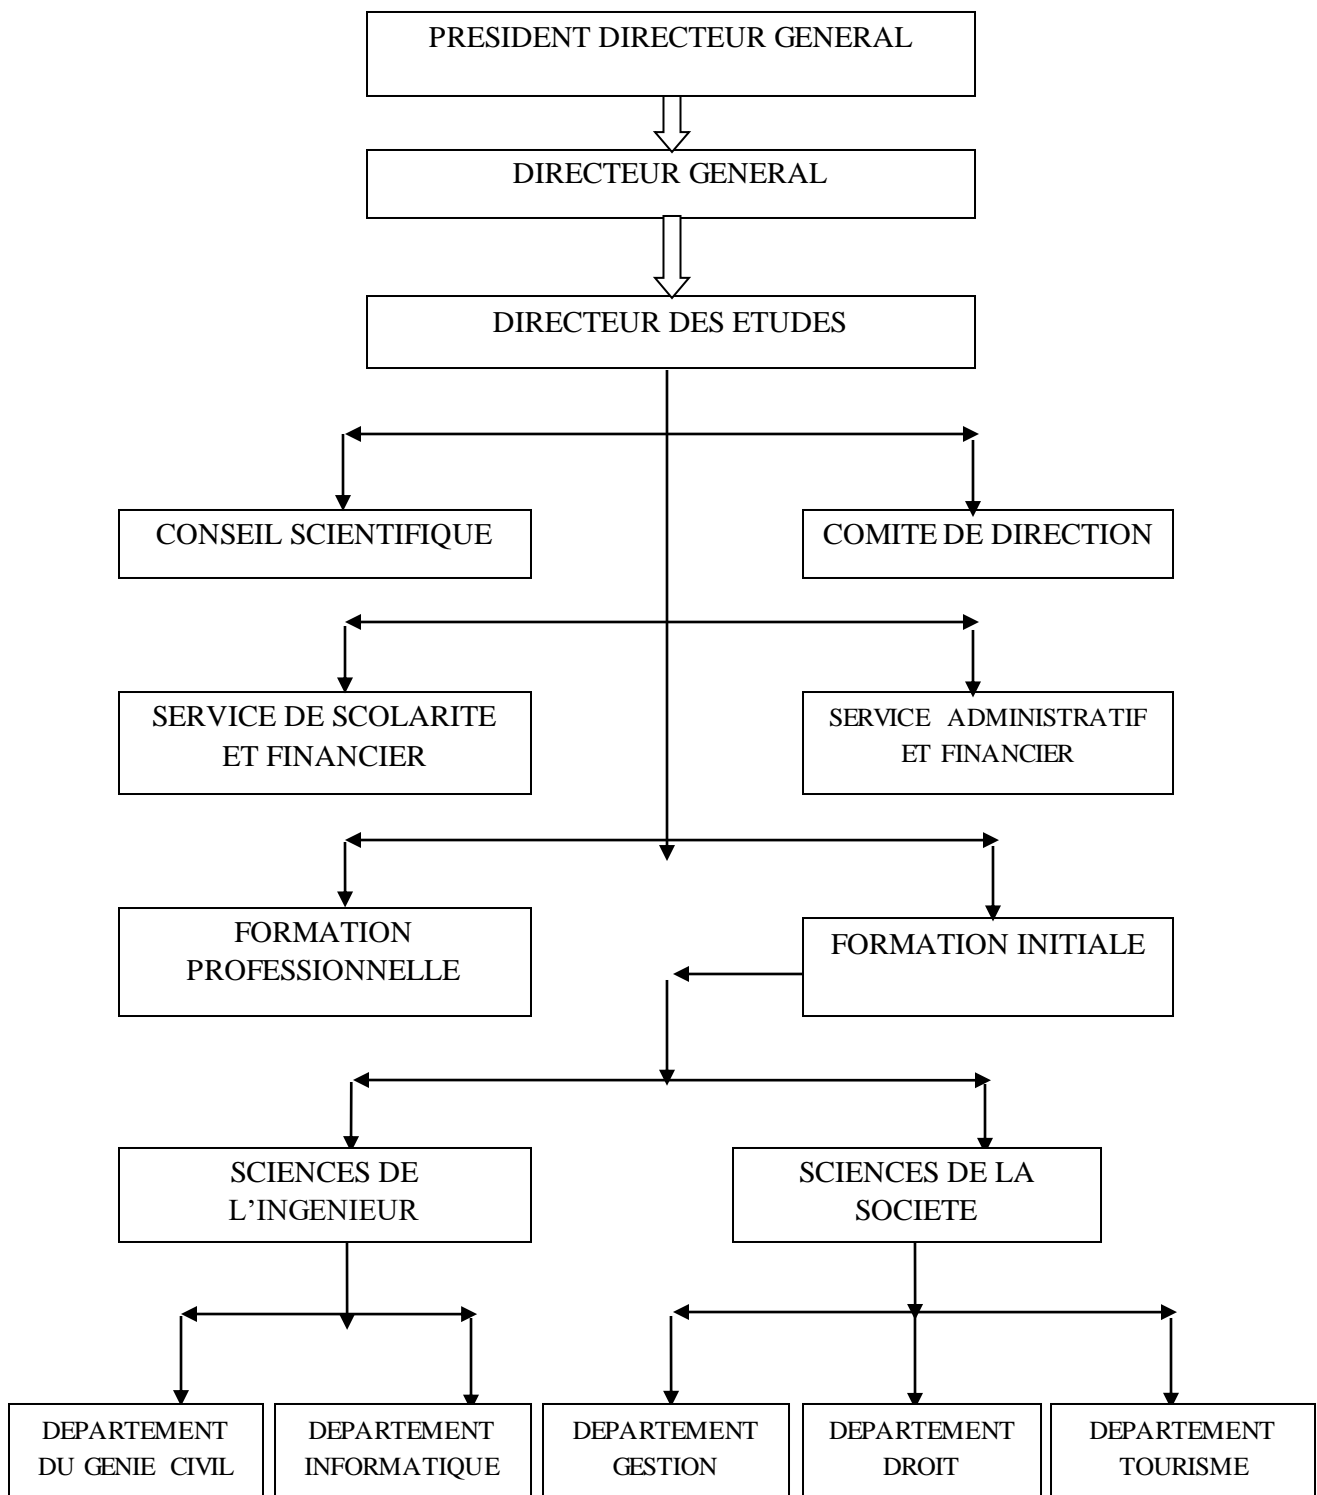 PRESIDENT DIRECTEUR GENERAL
DIRECTEUR GENERAL
DIRECTEUR DES ETUDES
CONSEIL SCIENTIFIQUE
COMITE DE DIRECTION
SERVICE DE SCOLARITE
ET FINANCIER
SERVICE ADMINISTRATIF
ET FINANCIER
FORMATION
PROFESSIONNELLE
FORMATION INITIALE
SCIENCES DE
L’INGENIEUR
SCIENCES DE LA
SOCIETE
DEPARTEMENT
DU GENIE CIVIL
DEPARTEMENT
INFORMATIQUE
DEPARTEMENT
GESTION
DEPARTEMENT
DROIT
DEPARTEMENT
TOURISME